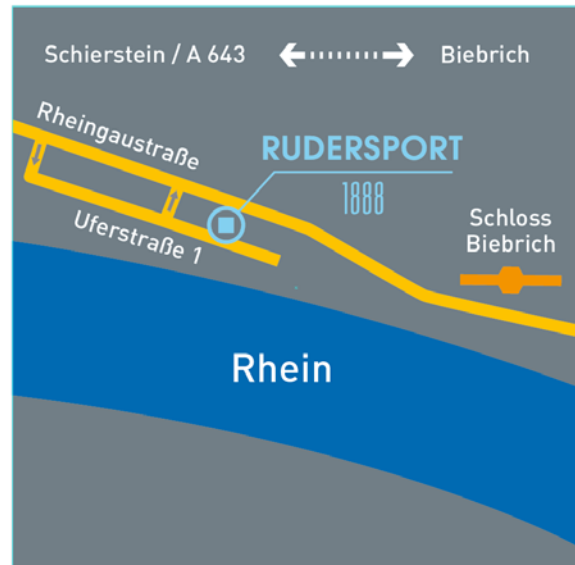 Schierstein / A 643
Biebrich
Rheingaustraße
RUDERSPORT
1888
Uferstraße 1
Schloss
Biebrich
Rhein